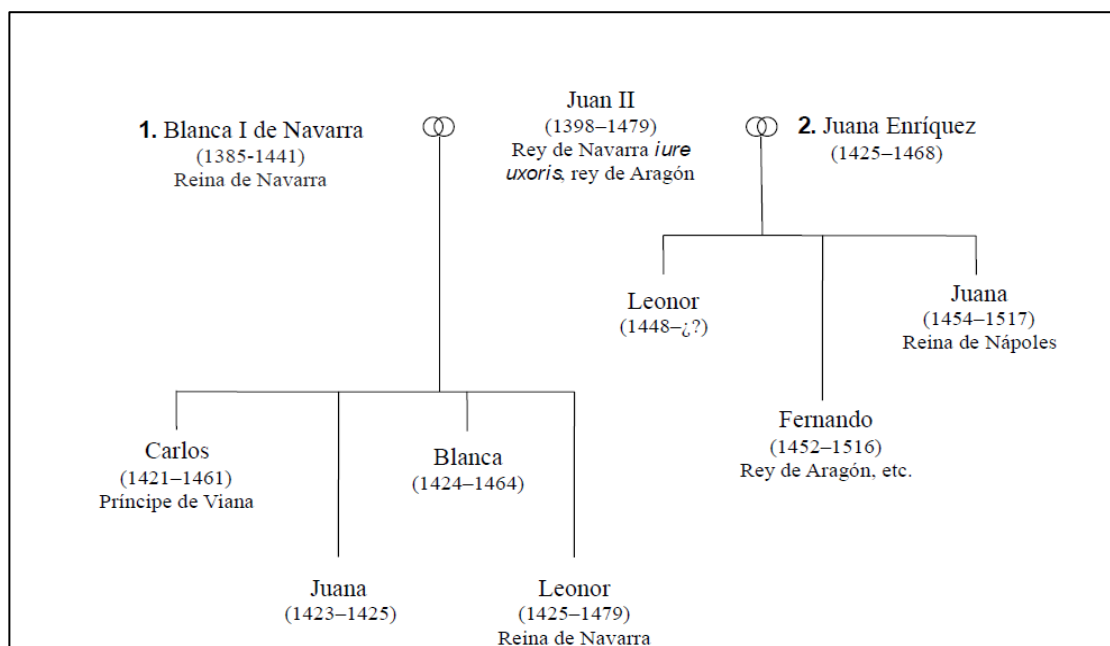 1. Blanca I de Navarra
(1385-1441)
Reina de Navarra
Juan II
(1398–1479)
Rey de Navarra iure
uxoris, rey de Aragón
2. Juana Enríquez
(1425–1468)
Leonor
(1448–¿?)
Juana
(1454–1517)
Reina de Nápoles
Fernando
(1452–1516)
Rey de Aragón, etc.
Carlos
(1421–1461)
Príncipe de Viana
Blanca
(1424–1464)
Juana
(1423–1425)
Leonor
(1425–1479)
Reina de Navarra